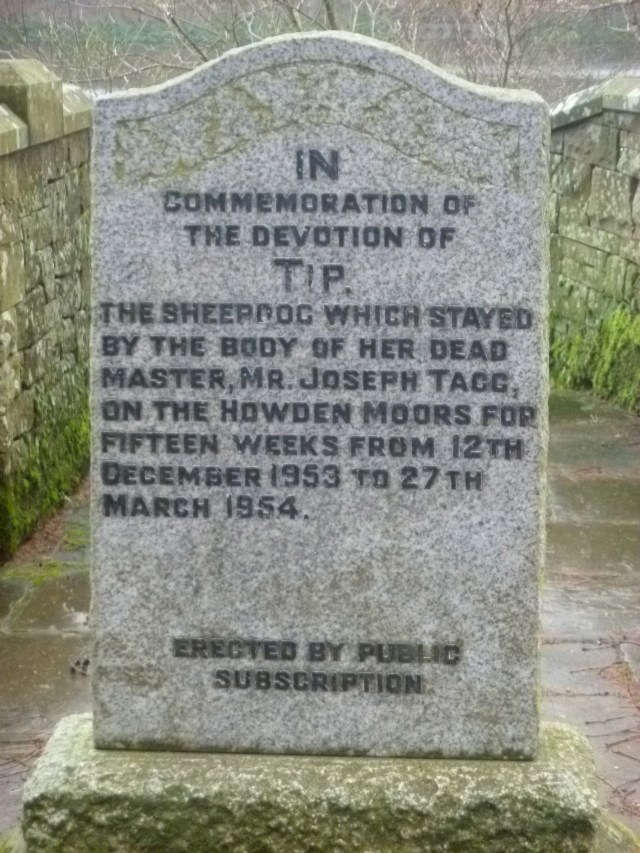 IN
COMMEMORATION OF
THE DEVOTION OF
TIP.
THE SHEEPDOG WHICH STAYED
BY THE BODY OF HER DEAD
MASTER, MR. JOSEPH TAGG,
ON THE HOWDEN MOORS FOR
FIFTEEN WEEKS FROM 12TH
DECEMBER 1953 TO 27TH
MARCH 1954.
ERECTED BY PUBLIC
SUBSCRIPTION